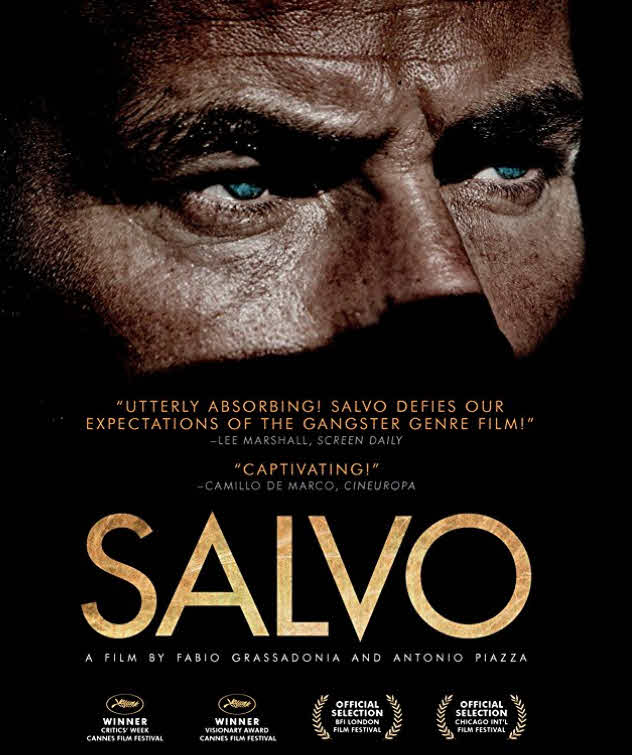 “UTTERLY ABSORBING! SALVO DEFIES OUR
EXPECTATIONS OF THE GANGSTER GENRE FILM!”
–LEE MARSHALL, SCREEN DAILY
“CAPTIVATING!”
–CAMILLO DE MARCO, CINEUROPA
SALVO
A FILM BY FABIO GRASSADONIA AND ANTONIO PIAZZA
WINNER
CRITICS' WEEK
CANNES FILM FESTIVAL
WINNER
VISIONARY AWARD
CANNES FILM FESTIVAL
OFFICIAL
SELECTION
BFI LONDON
FILM FESTIVAL
OFFICIAL
SELECTION
CHICAGO INT'L
FILM FESTIVAL